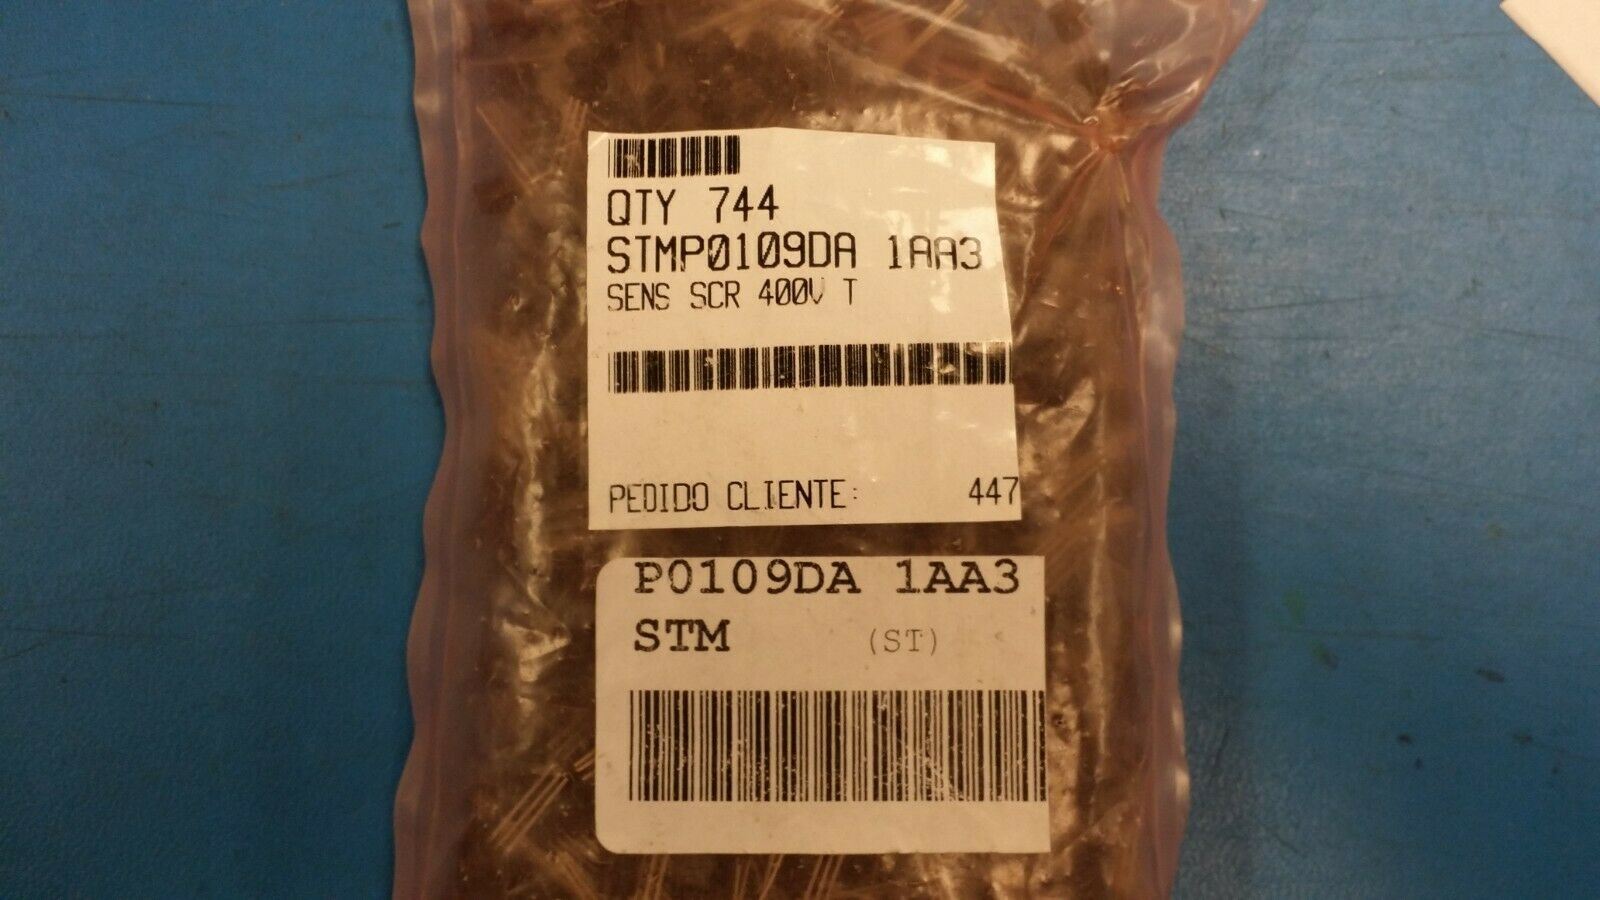 QTY 744
STMP0109DA 1AA3
SENS SCR 400V T
PEDIDO CLIENTE: 447
P0109DA 1AA3
STM (ST)